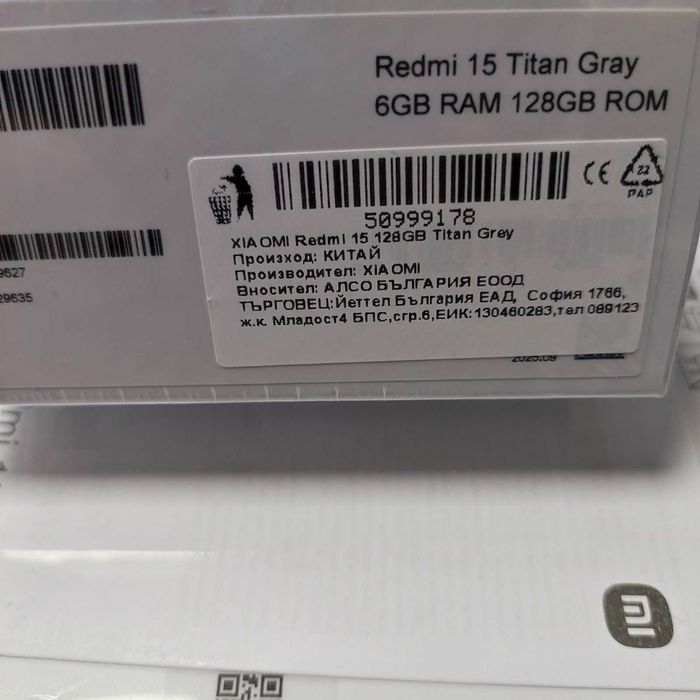 Redmi 15 Titan Gray
6GB RAM 128GB ROM
22
PAP
50999178
XIAOMI Redmi 15 128GB Titan Grey
Произход: КИТАЙ
Производител: XIAOMI
Вносител: АЛСО БЪЛГАРИЯ ЕООД
ТЪРГОВЕЦ:Йеттел България ЕАД, София 1766,
ж.к. Младост4 БПС,сгр.6,ЕИК:130460283,тел 089123
9627
29635
2025.09